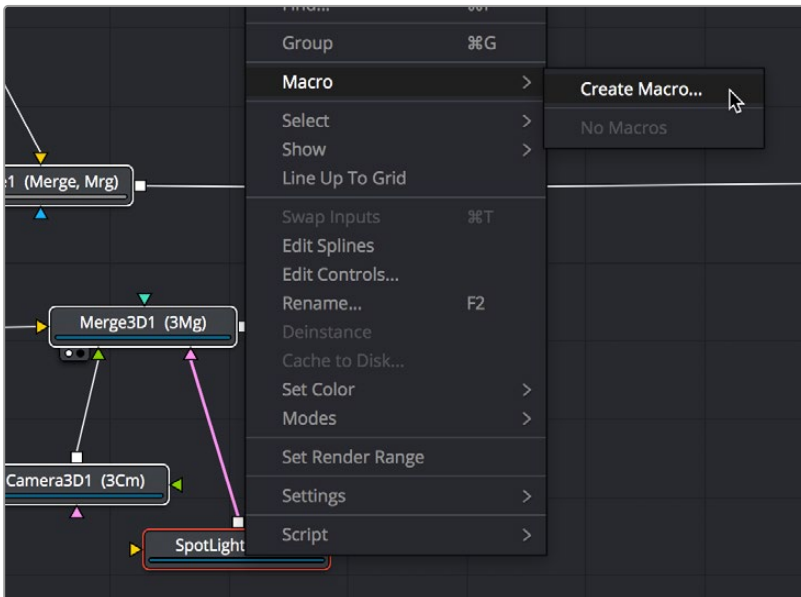 Group ⌘G
Macro >
Create Macro...
No Macros
Select >
Show >
Line Up To Grid
Swap Inputs ⌘T
Edit Splines
Edit Controls...
Rename... F2
Deinstance
Cache to Disk...
Set Color >
Modes >
Set Render Range
Settings >
Script >
e1 (Merge, Mrg)
Merge3D1 (3Mg)
Camera3D1 (3Cm)
SpotLight